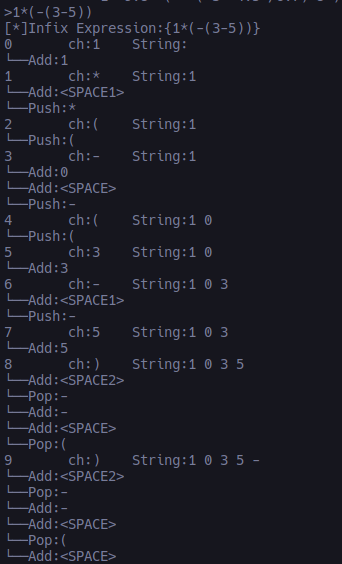 >1*(-(3-5))
[*]Infix Expression:{1*(-(3-5))}
0 ch:1 String:
└──Add:1
1 ch:* String:1
└──Add:<SPACE1>
└──Push:*
2 ch:( String:1
└──Push:(
3 ch:- String:1
└──Add:0
└──Add:<SPACE>
└──Push:-
4 ch:( String:1 0
└──Push:(
5 ch:3 String:1 0
└──Add:3
6 ch:- String:1 0 3
└──Add:<SPACE1>
└──Push:-
7 ch:5 String:1 0 3
└──Add:5
8 ch:) String:1 0 3 5
└──Add:<SPACE2>
└──Pop:-
└──Add:-
└──Add:<SPACE>
└──Pop:(
9 ch:) String:1 0 3 5 -
└──Add:<SPACE2>
└──Pop:-
└──Add:-
└──Add:<SPACE>
└──Pop:(
└──Add:<SPACE>